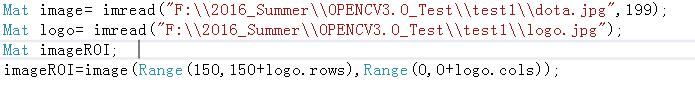 Mat image= imread("F:\\2016_Summer\\OPENCV3.0_Test\\test1\\dota.jpg",199);
Mat logo= imread("F:\\2016_Summer\\OPENCV3.0_Test\\test1\\logo.jpg");
Mat imageROI;
imageROI=image(Range(150,150+logo.rows),Range(0,0+logo.cols));